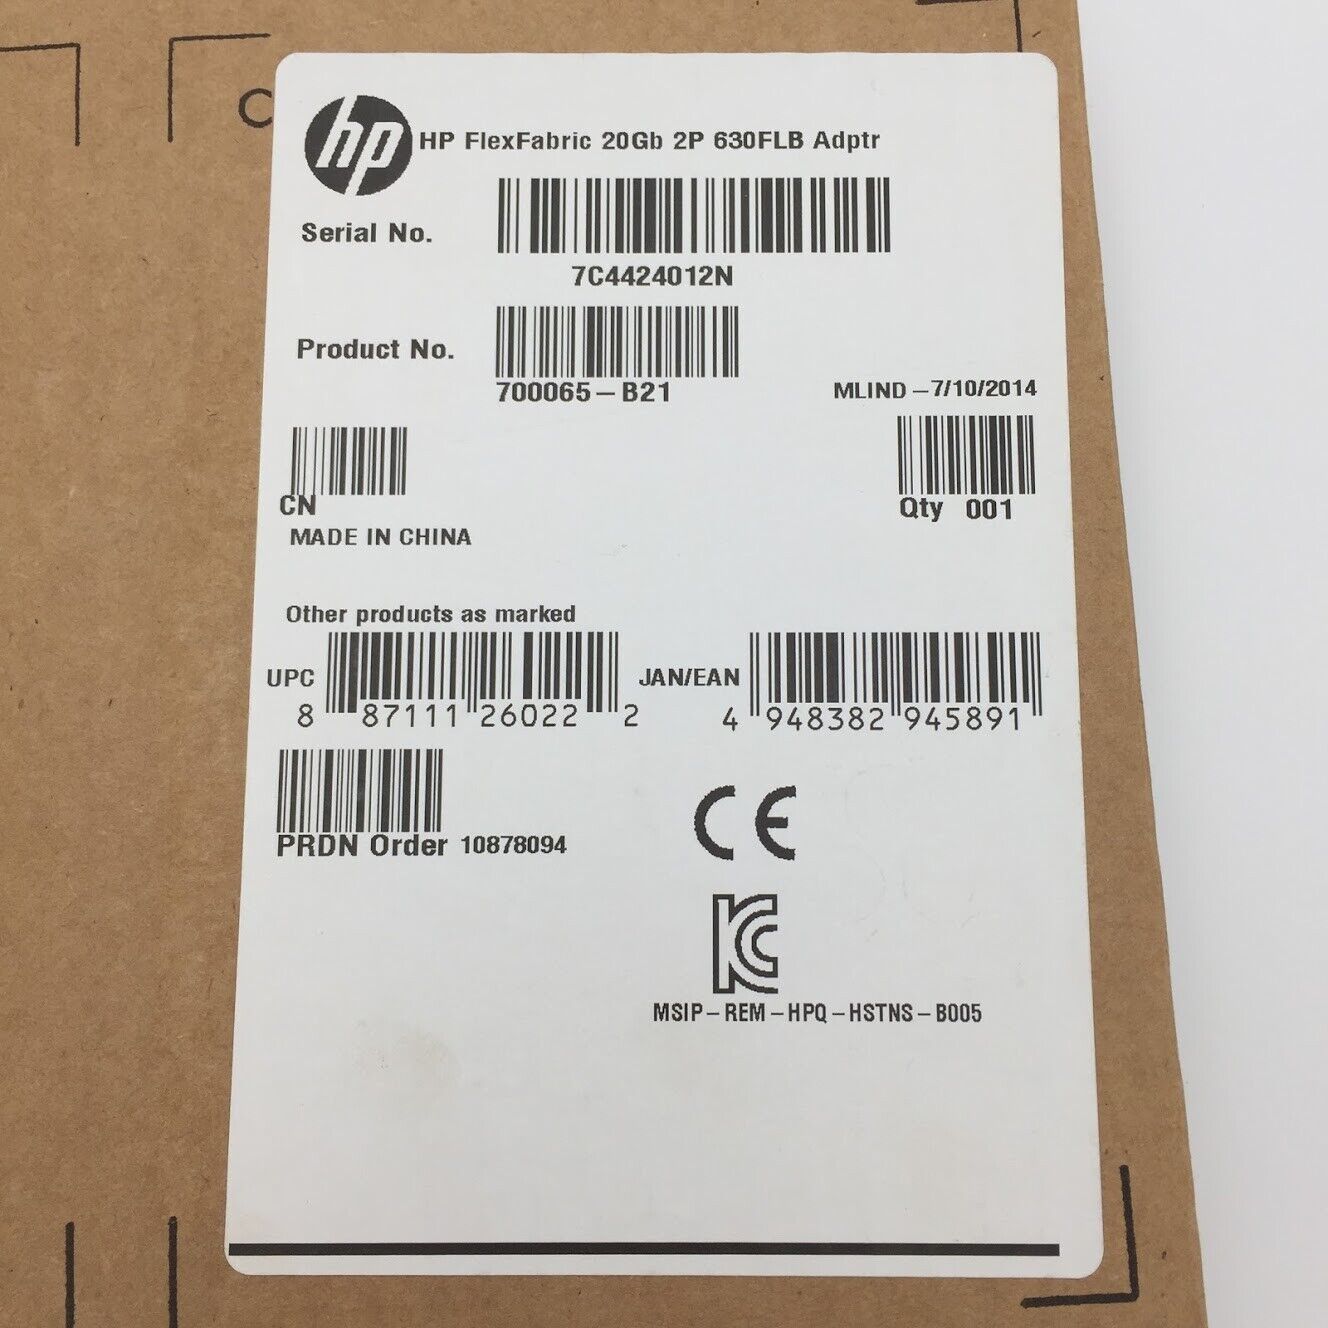 C
hp
HP FlexFabric 20Gb 2P 630FLB Adptr
Serial No.
7C4424012N
Product No.
700065-B21
MLIND-7/10/2014
CN
Qty 001
MADE IN CHINA
Other products as marked
UPC 8 87111 26022 2
JAN/EAN 4 948382 945891
PRDN Order 10878094
CE
KC
MSIP-REM-HPQ-HSTNS-B005